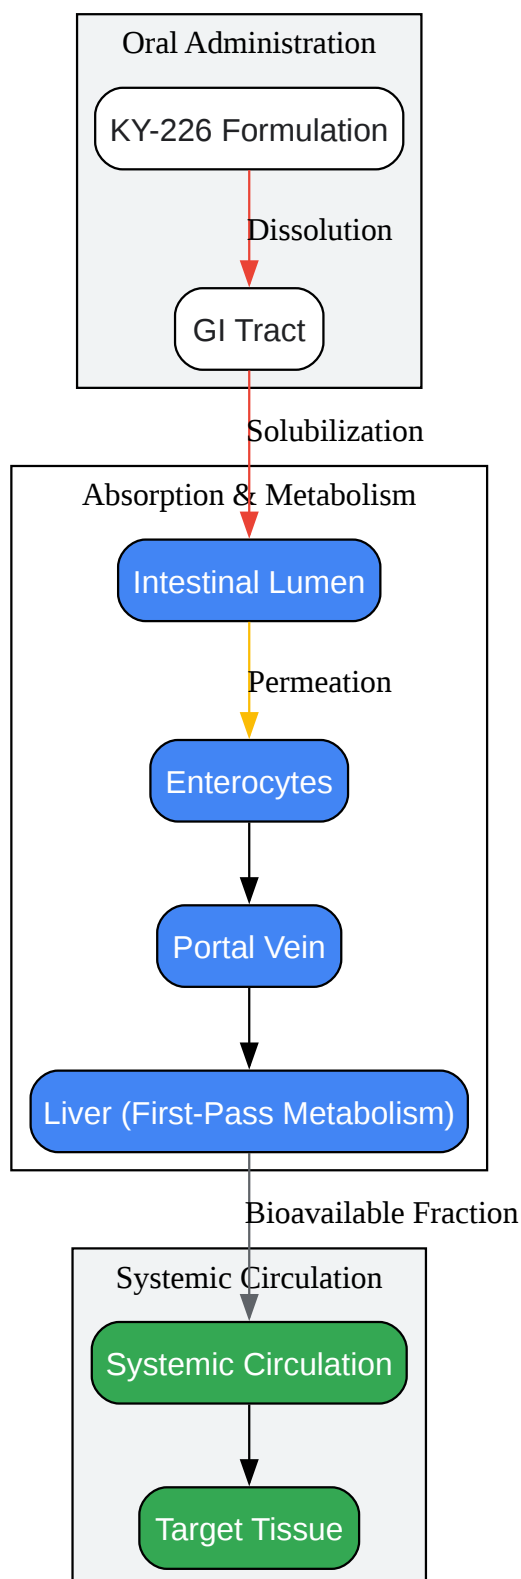 Oral Administration
KY-226 Formulation
Dissolution
GI Tract
Solubilization
Absorption & Metabolism
Intestinal Lumen
Permeation
Enterocytes
Portal Vein
Liver (First-Pass Metabolism)
Bioavailable Fraction
Systemic Circulation
Systemic Circulation
Target Tissue